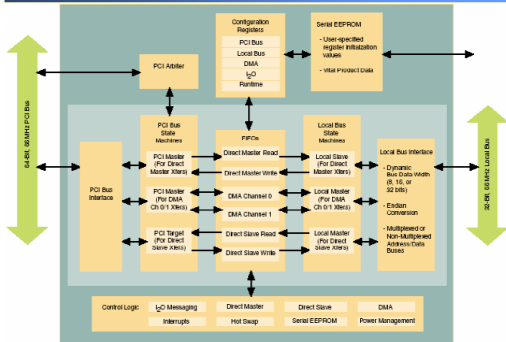 64-Bit, 66 MHz PCI Bus
PCI Arbiter
Configuration
Registers
PCI Bus
Local Bus
DMA
I2O
Runtime
Serial EEPROM
- User-specified
register initialization
values
- Vital Product Data
PCI Bus
Interface
PCI Bus
State
Machines
PCI Master
(For Direct
Master Xfers)
PCI Master
(For DMA
Ch 0/1 Xfers)
PCI Target
(For Direct
Slave Xfers)
FIFOs
Direct Master Read
Direct Master Write
DMA Channel 0
DMA Channel 1
Direct Slave Read
Direct Slave Write
Local Bus
State
Machines
Local Slave
(For Direct
Master Xfers)
Local Master
(For DMA
Ch 0/1 Xfers)
Local Master
(For Direct
Slave Xfers)
Local Bus Interface
- Dynamic
Bus Data Width
(8, 16, or
32 bits)
- Endian
Conversion
- Multiplexed or
Non-Multiplexed
Address/Data
Buses
32-Bit, 66 MHz Local Bus
Control Logic: I2O Messaging Direct Master Direct Slave DMA
Interrupts Hot Swap Serial EEPROM Power Management